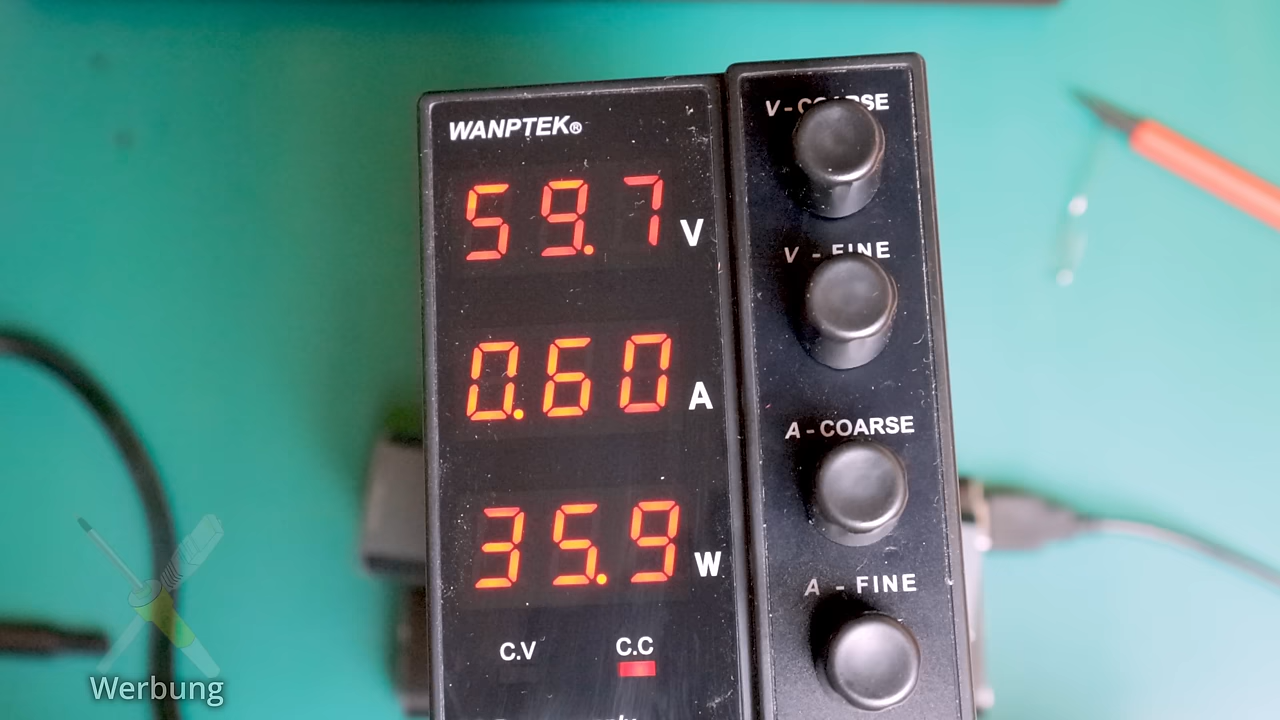 WANPTEK®
59.7 V
0.60 A
35.9 W
C.V C.C
V - COARSE
V - FINE
A - COARSE
A - FINE
Werbung